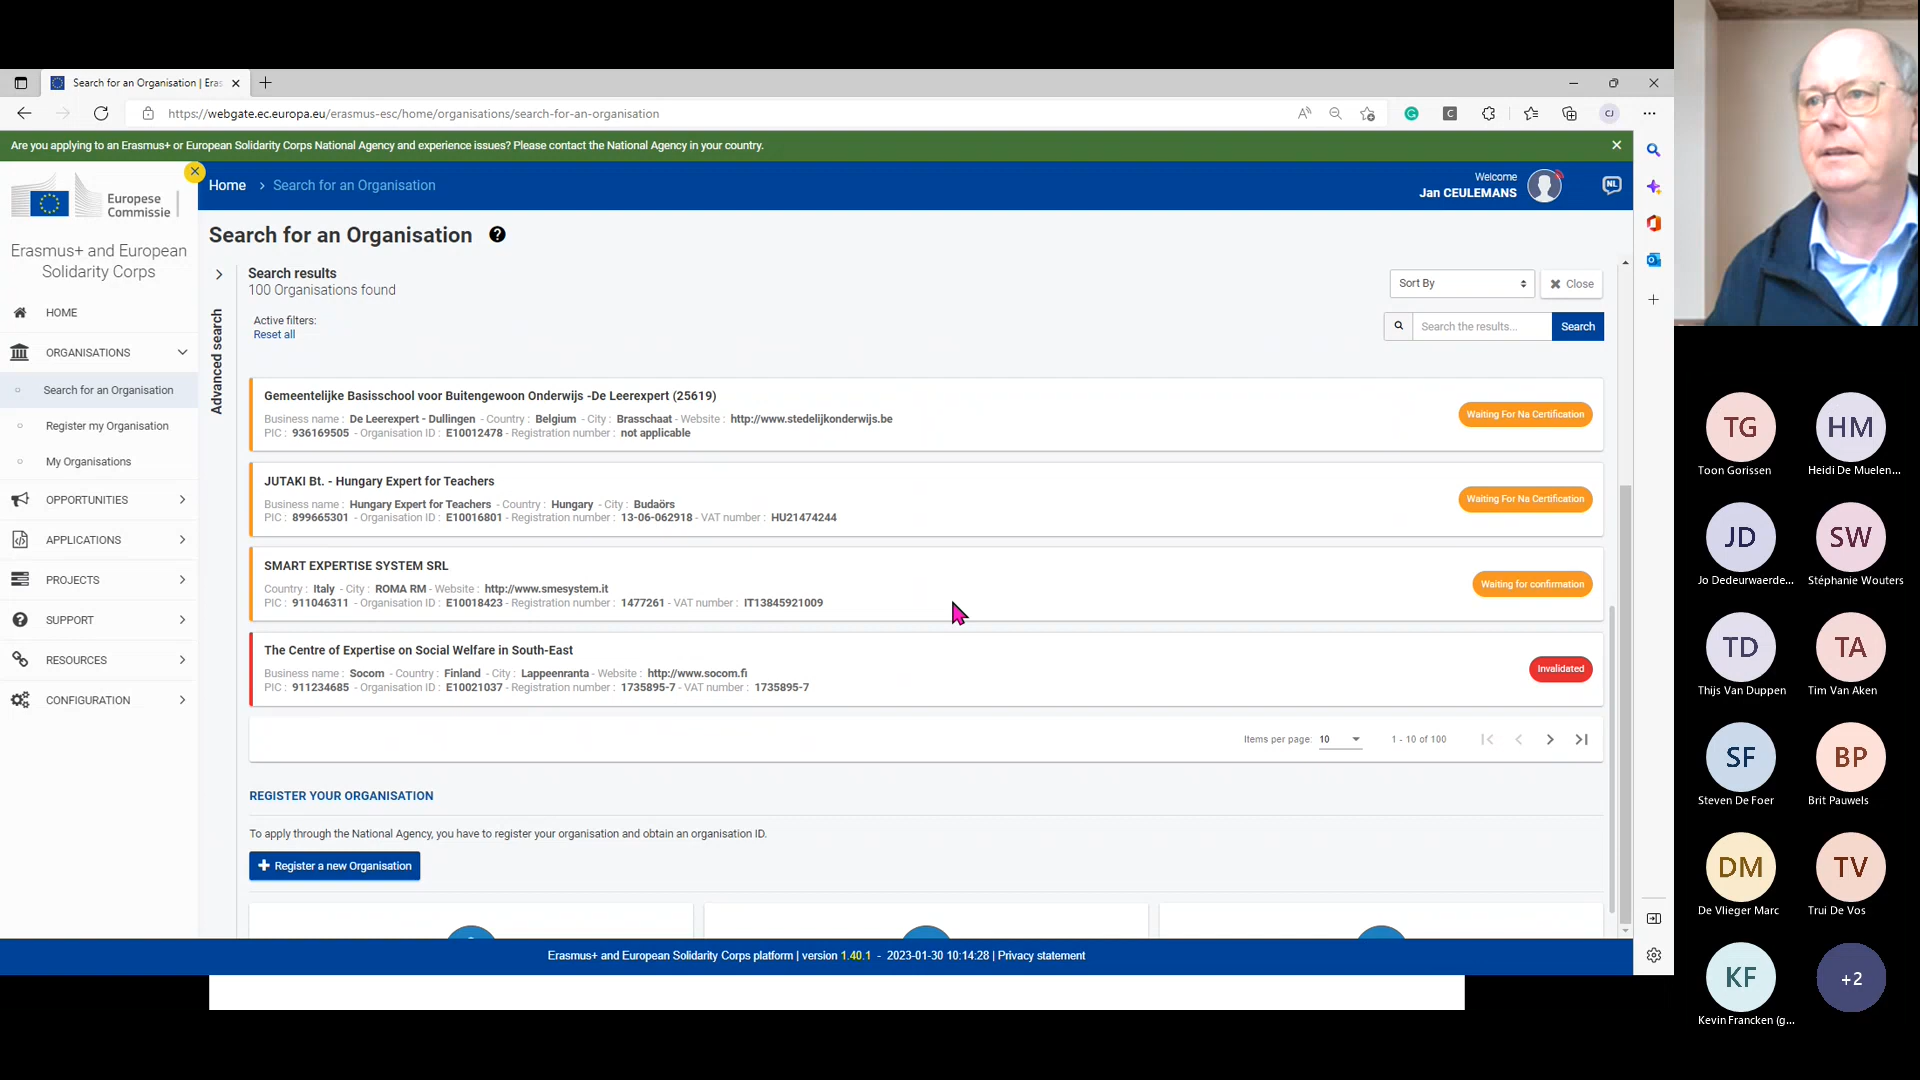 Search for an Organisation | Eras
https://webgate.ec.europa.eu/erasmus-esc/home/organisations/search-for-an-organisation
CJ
Are you applying to an Erasmus+ or European Solidarity Corps National Agency and experience issues? Please contact the National Agency in your country.
Europese
Commissie
Erasmus+ and European
Solidarity Corps
HOME
ORGANISATIONS
Search for an Organisation
Register my Organisation
My Organisations
OPPORTUNITIES
APPLICATIONS
PROJECTS
SUPPORT
RESOURCES
CONFIGURATION
Home > Search for an Organisation
Welcome
Jan CEULEMANS
NL
Search for an Organisation
Advanced search
Search results
100 Organisations found
Sort By
Close
Active filters:
Reset all
Search the results...
Search
Gemeentelijke Basisschool voor Buitengewoon Onderwijs -De Leerexpert (25619)
Business name : De Leerexpert - Dullingen - Country : Belgium - City : Brasschaat - Website : http://www.stedelijkonderwijs.be
PIC : 936169505 - Organisation ID : E10012478 - Registration number : not applicable
Waiting For Na Certification
JUTAKI Bt. - Hungary Expert for Teachers
Business name : Hungary Expert for Teachers - Country : Hungary - City : Budaörs
PIC : 899665301 - Organisation ID : E10016801 - Registration number : 13-06-062918 - VAT number : HU21474244
Waiting For Na Certification
SMART EXPERTISE SYSTEM SRL
Country : Italy - City : ROMA RM - Website : http://www.smesystem.it
PIC : 911046311 - Organisation ID : E10018423 - Registration number : 1477261 - VAT number : IT13845921009
Waiting for confirmation
The Centre of Expertise on Social Welfare in South-East
Business name : Socom - Country : Finland - City : Lappeenranta - Website : http://www.socom.fi
PIC : 911234685 - Organisation ID : E10021037 - Registration number : 1735895-7 - VAT number : 1735895-7
Invalidated
Items per page: 10 1 - 10 of 100
REGISTER YOUR ORGANISATION
To apply through the National Agency, you have to register your organisation and obtain an organisation ID.
+ Register a new Organisation
Erasmus+ and European Solidarity Corps platform | version 1.40.1 - 2023-01-30 10:14:28 | Privacy statement
TG HM
Toon Gorissen Heidi De Muelen...
JD SW
Jo Dedeurwaerde... Stéphanie Wouters
TD TA
Thijs Van Duppen Tim Van Aken
SF BP
Steven De Foer Brit Pauwels
DM TV
De Vlieger Marc Trui De Vos
KF +2
Kevin Francken (g...